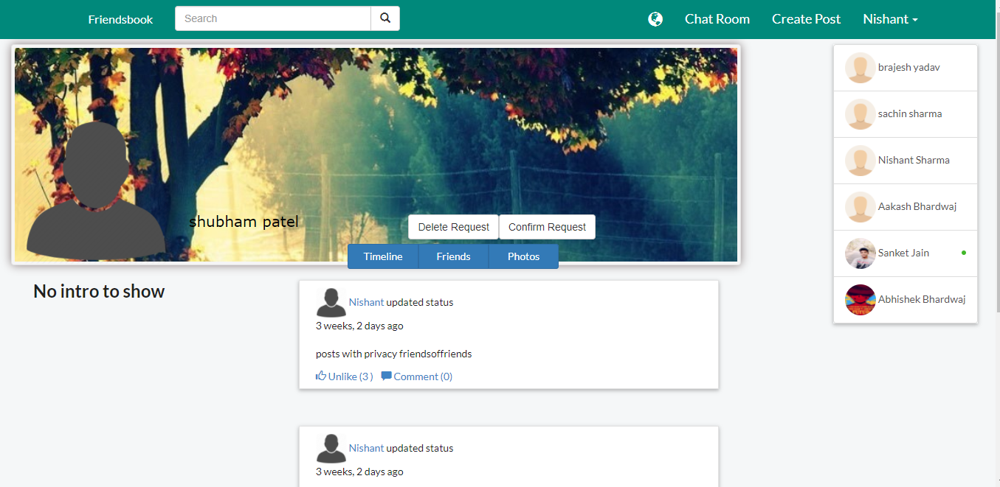 Friendsbook
Search
Chat Room
Create Post
Nishant
shubham patel
Delete Request
Confirm Request
Timeline
Friends
Photos
No intro to show
Nishant updated status
3 weeks, 2 days ago
posts with privacy friendsoffriends
Unlike (3 ) Comment (0)
Nishant updated status
3 weeks, 2 days ago
brajesh yadav
sachin sharma
Nishant Sharma
Aakash Bhardwaj
Sanket Jain
Abhishek Bhardwaj